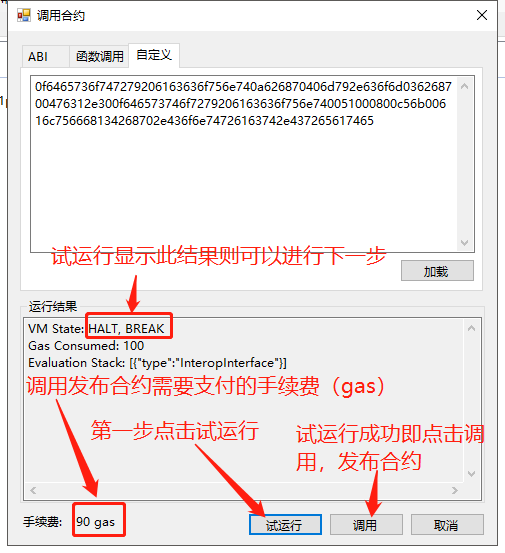 调用合约
ABI 函数调用 自定义
0f6465736f747279206163636f756e740a626870406d792e636f6d036268
700476312e300f646573746f7279206163636f756e740051000800c56b006
16c756668134268702e436f6e74726163742e437265617465
试运行显示此结果则可以进行下一步
加载
运行结果
VM State: HALT, BREAK
Gas Consumed: 100
Evaluation Stack: [{"type":"InteropInterface"}]
调用发布合约需要支付的手续费（gas）
第一步点击试运行
试运行成功即点击调
用，发布合约
手续费: 90 gas
试运行 调用 取消